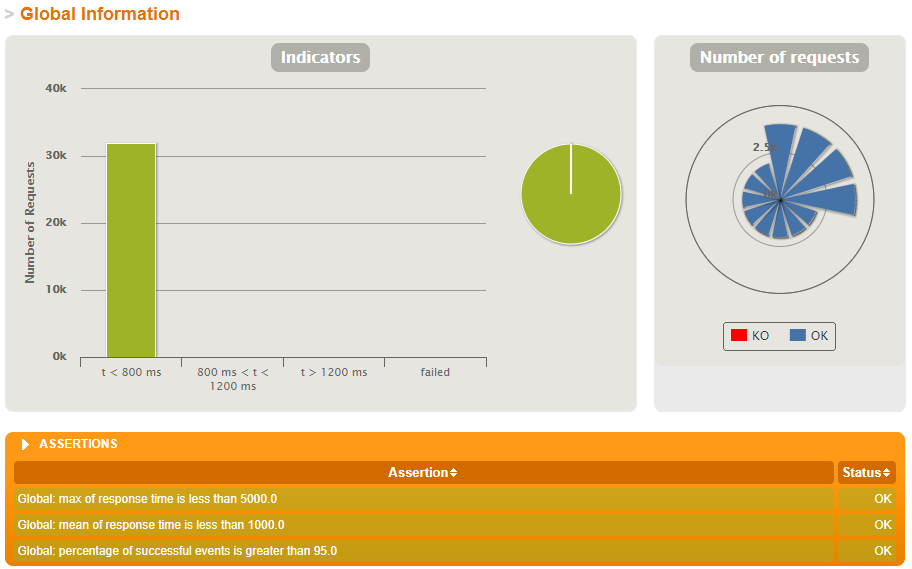 > Global Information
Indicators
Number of Requests
40k
30k
20k
10k
0k
t < 800 ms
800 ms < t <
1200 ms
t > 1200 ms
failed
Number of requests
2.5k
KO
OK
ASSERTIONS
Assertion Status
Global: max of response time is less than 5000.0 OK
Global: mean of response time is less than 1000.0 OK
Global: percentage of successful events is greater than 95.0 OK